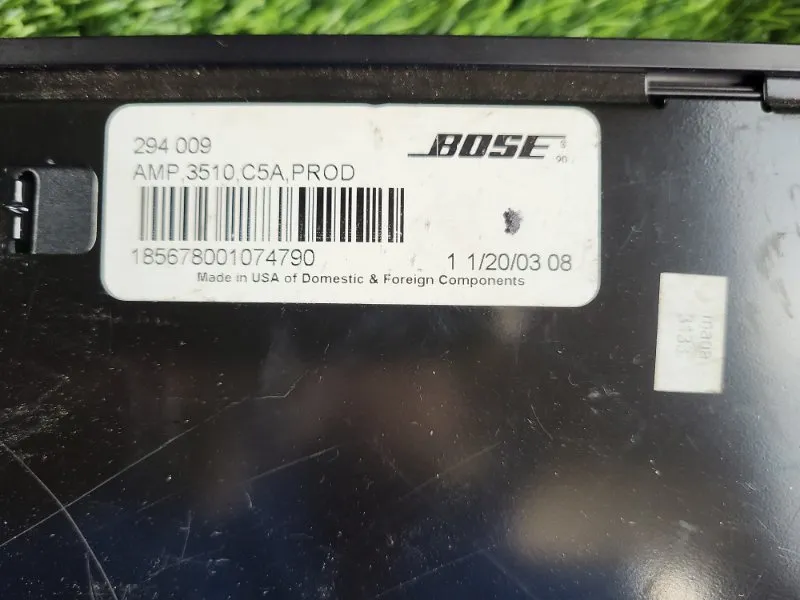 294 009
BOSE ®
AMP,3510,C5A,PROD
185678001074790
1 1/20/03 08
Made in USA of Domestic & Foreign Components